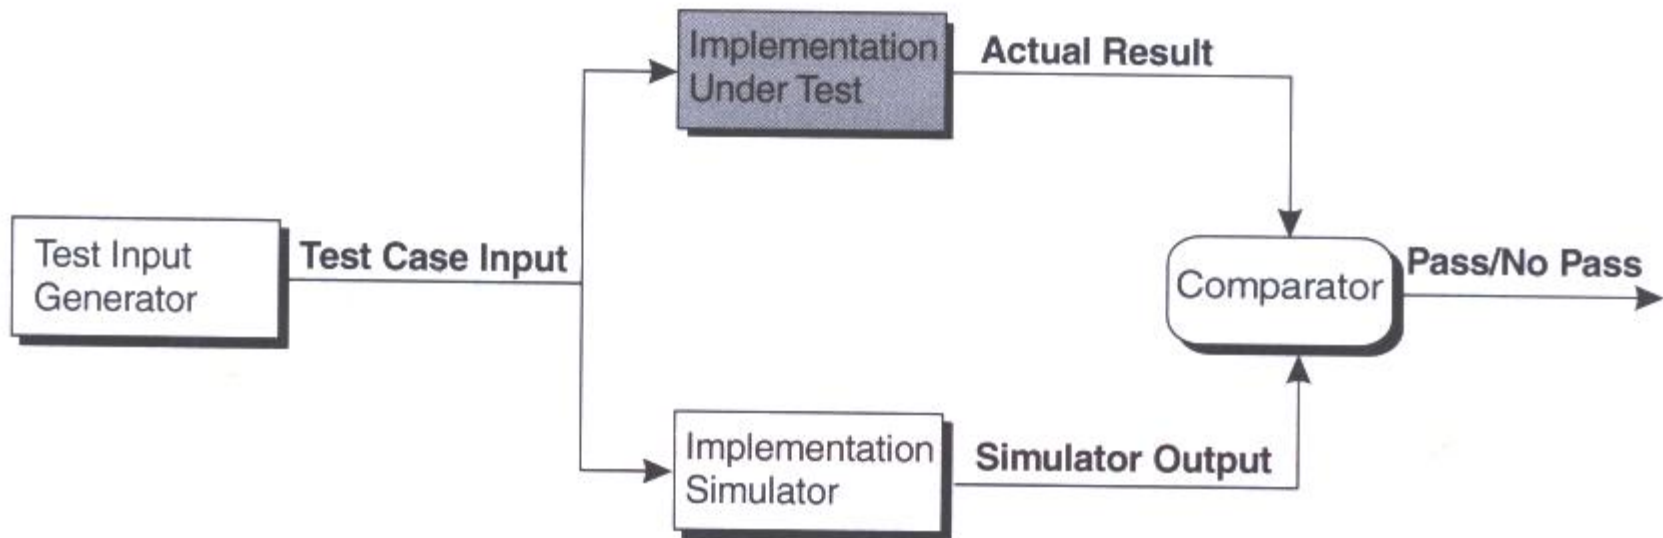 Implementation
Under Test
Actual Result
Test Input
Generator
Test Case Input
Comparator
Pass/No Pass
Implementation
Simulator
Simulator Output